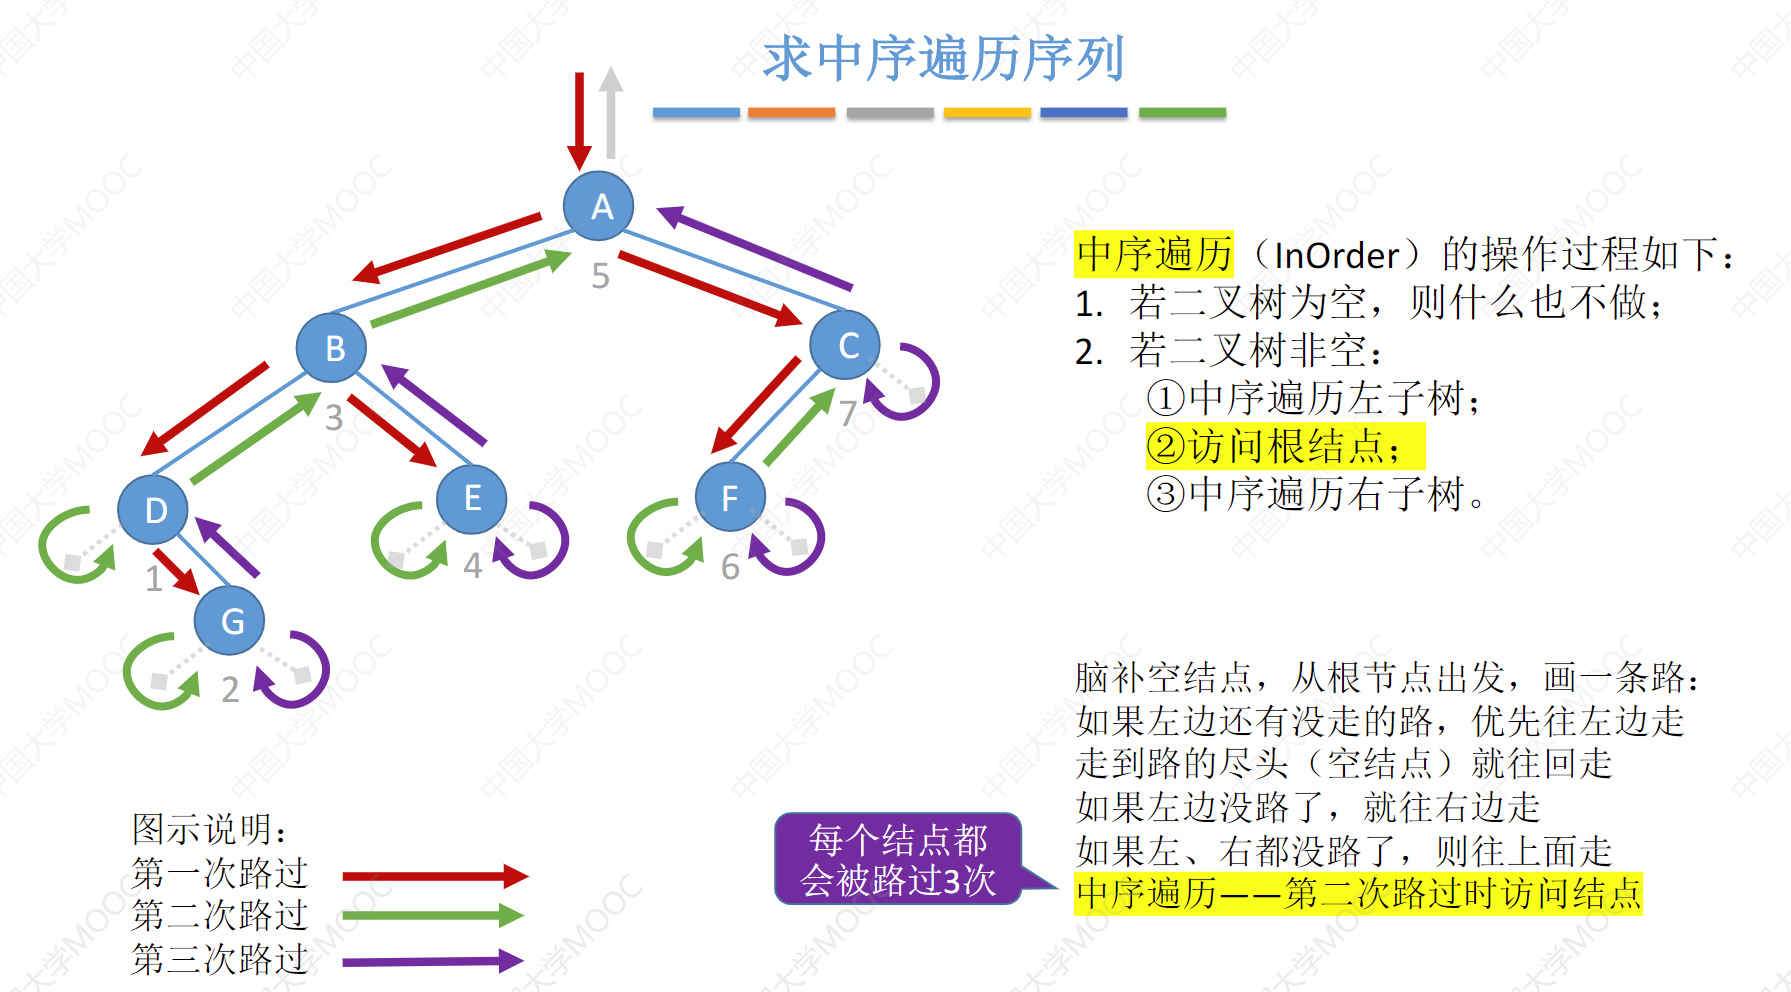 求中序遍历序列
A
5
B
3
C
7
D
1
E
4
F
6
G
2
中序遍历（InOrder）的操作过程如下：
1. 若二叉树为空，则什么也不做；
2. 若二叉树非空：
①中序遍历左子树；
②访问根结点；
③中序遍历右子树。
脑补空结点，从根节点出发，画一条路：
如果左边还有没走的路，优先往左边走
走到路的尽头（空结点）就往回走
如果左边没路了，就往右边走
如果左、右都没路了，则往上面走
中序遍历——第二次路过时访问结点
每个结点都
会被路过3次
图示说明：
第一次路过
第二次路过
第三次路过
中国大学MOOC